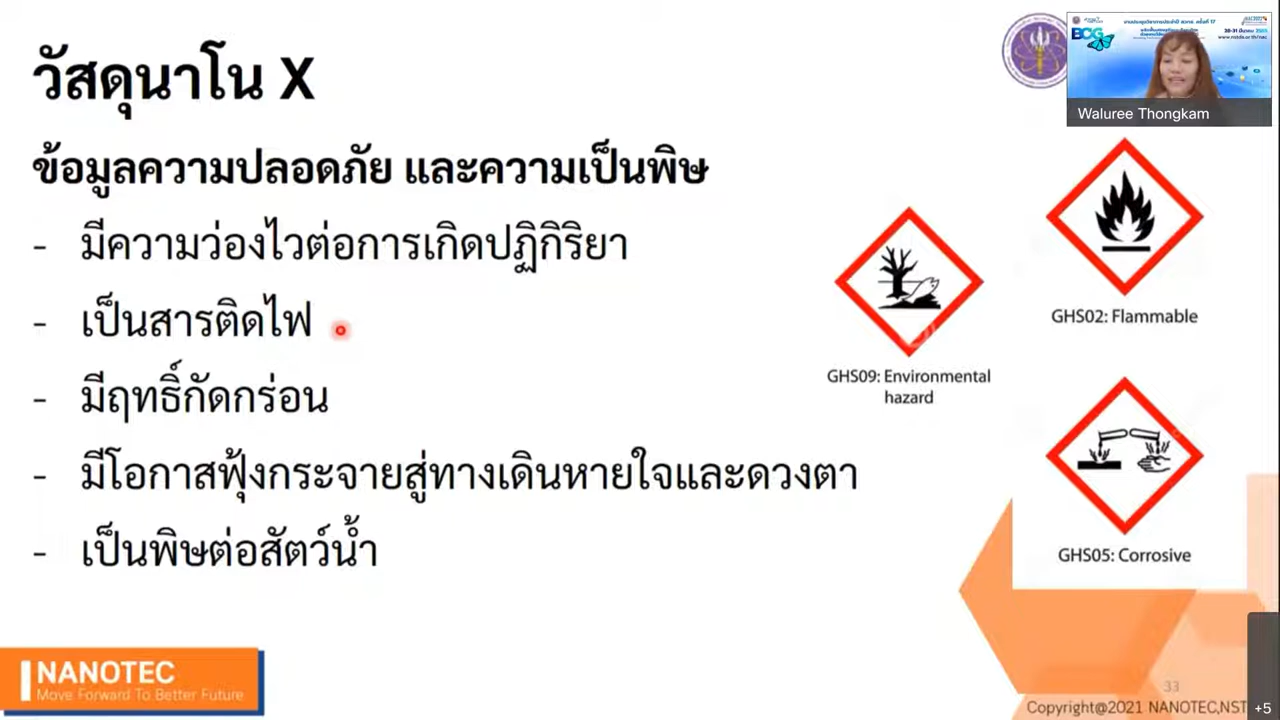 วัสดุนาโน X
ข้อมูลความปลอดภัย และความเป็นพิษ
- มีความว่องไวต่อการเกิดปฏิกิริยา
- เป็นสารติดไฟ
- มีฤทธิ์กัดกร่อน
- มีโอกาสฟุ้งกระจายสู่ทางเดินหายใจและดวงตา
- เป็นพิษต่อสัตว์น้ำ
GHS09: Environmental
hazard
GHS02: Flammable
GHS05: Corrosive
BCG
Waluree Thongkam
NANOTEC
Move Forward To Better Future
33
Copyright@2021 NANOTEC,NST
+5